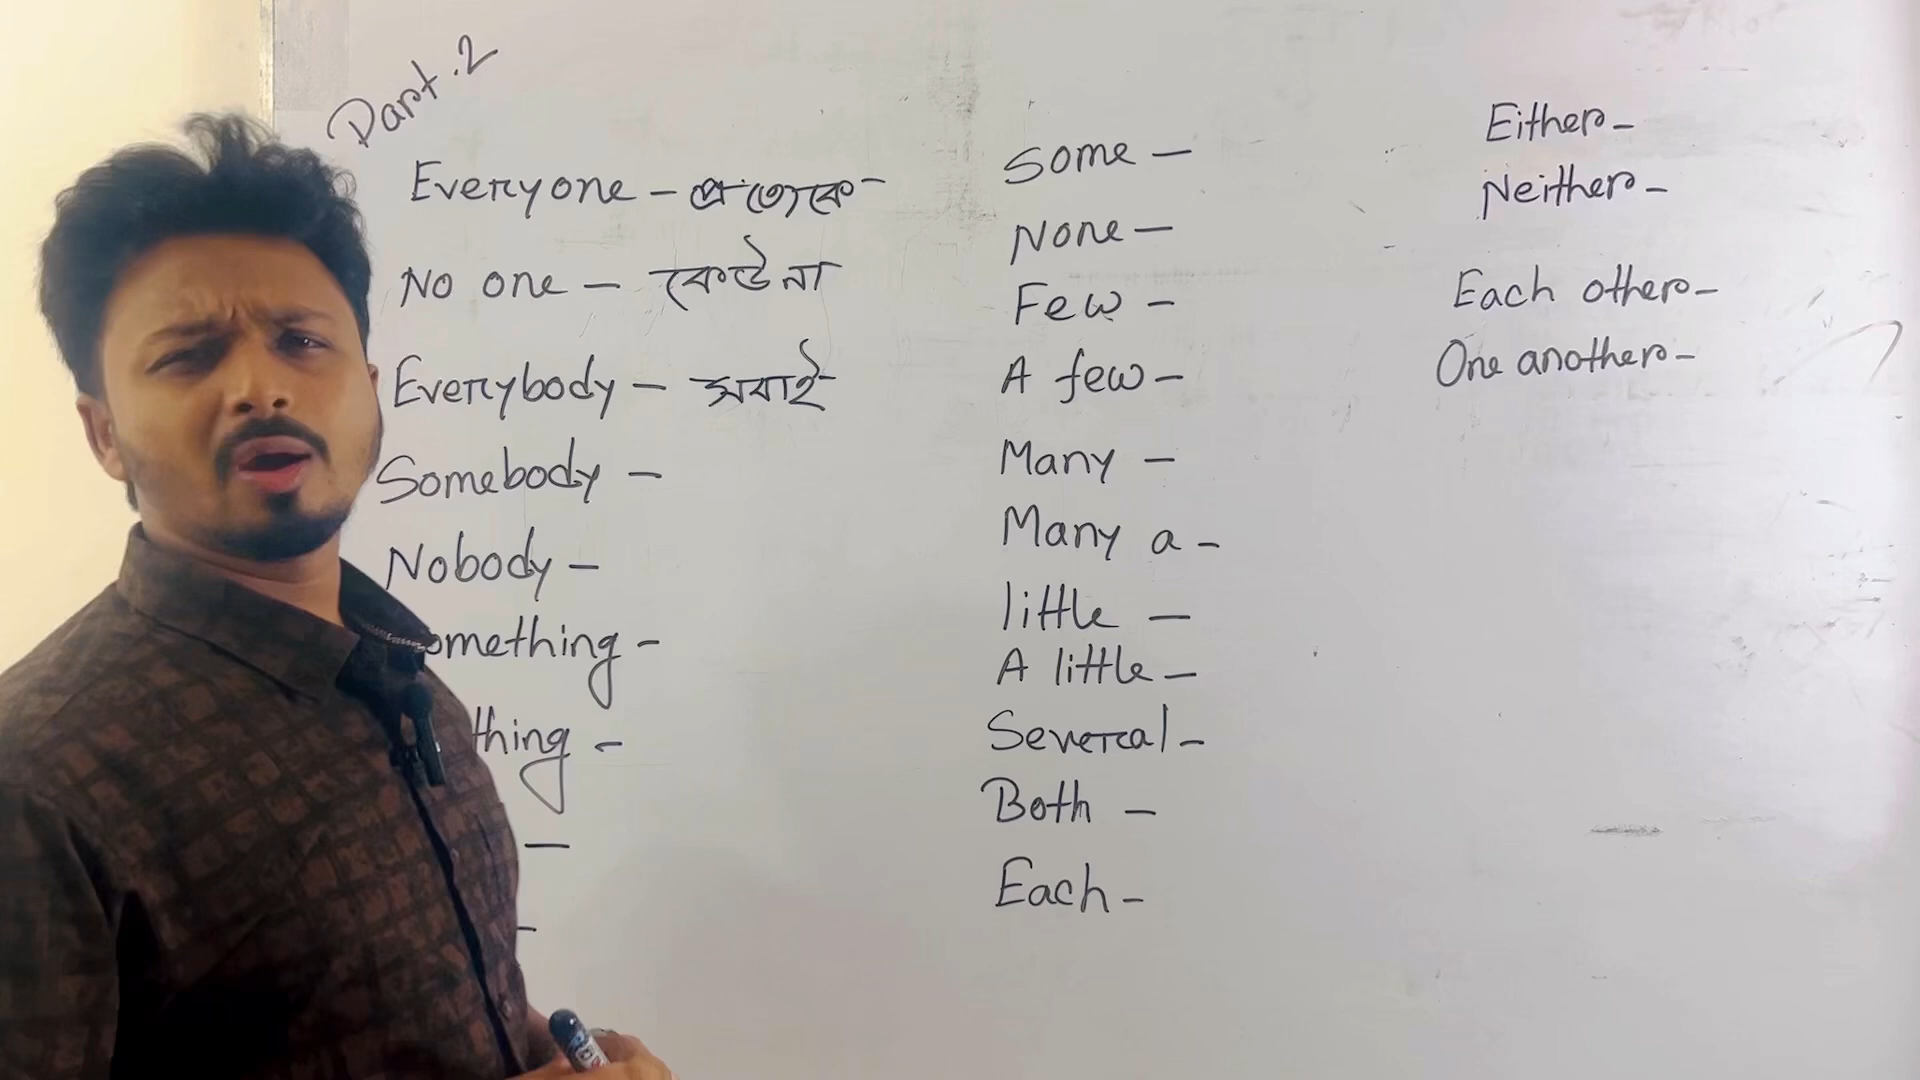 Part.2
Everyone - প্রত্যেকে -
No one - কেউ না
Everybody - সবাই
Somebody -
Nobody -
omething -
thing -
Some -
None -
Few -
A few -
Many -
Many a -
little -
A little -
Several -
Both -
Each -
Either -
Neither -
Each other -
One another -